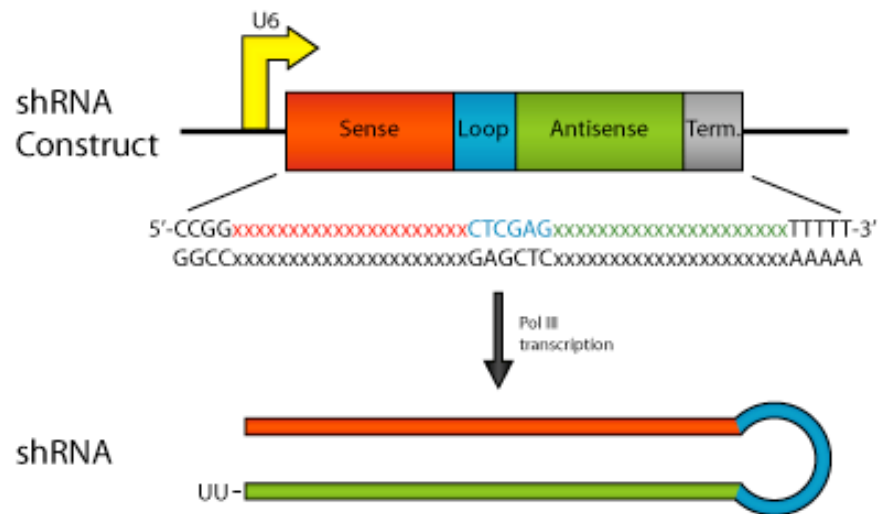 U6
shRNA
Construct
Sense Loop Antisense Term.
5'-CCGGxxxxxxxxxxxxxxxxxxxxxCTCGAGxxxxxxxxxxxxxxxxxxxxxTTTTT-3'
GGCCxxxxxxxxxxxxxxxxxxxxxGAGCTCxxxxxxxxxxxxxxxxxxxxxAAAAA
Pol III
transcription
shRNA
UU-